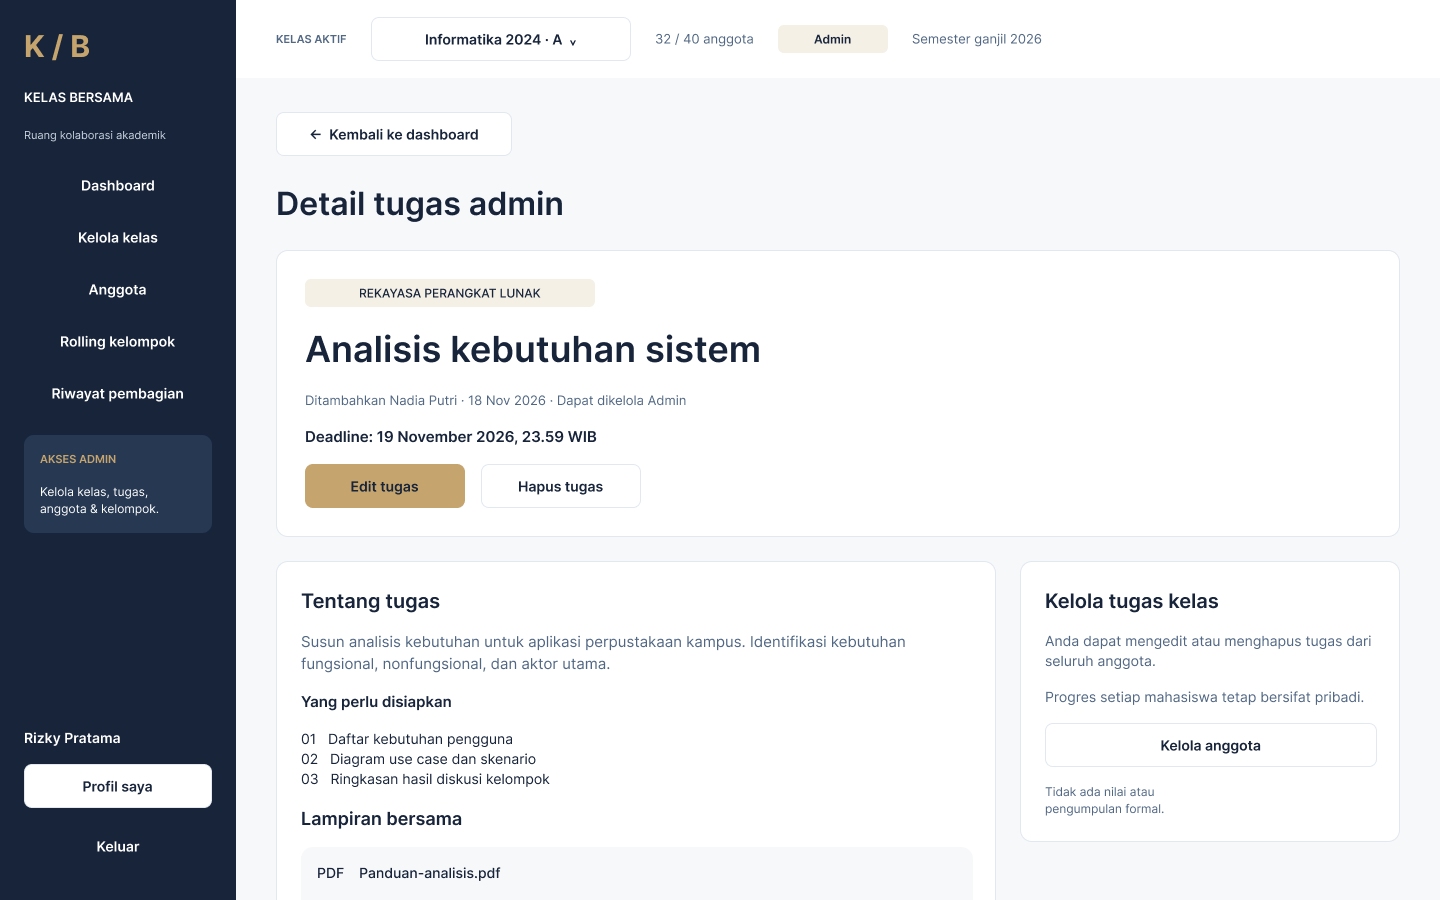 K / B
KELAS BERSAMA
Ruang kolaborasi akademik
Dashboard
Kelola kelas
Anggota
Rolling kelompok
Riwayat pembagian
AKSES ADMIN
Kelola kelas, tugas,
anggota & kelompok.
Rizky Pratama
Profil saya
Keluar
KELAS AKTIF
Informatika 2024 · A
32 / 40 anggota
Admin
Semester ganjil 2026
← Kembali ke dashboard
Detail tugas admin
REKAYASA PERANGKAT LUNAK
Analisis kebutuhan sistem
Ditambahkan Nadia Putri · 18 Nov 2026 · Dapat dikelola Admin
Deadline: 19 November 2026, 23.59 WIB
Edit tugas
Hapus tugas
Tentang tugas
Susun analisis kebutuhan untuk aplikasi perpustakaan kampus. Identifikasi kebutuhan
fungsional, nonfungsional, dan aktor utama.
Yang perlu disiapkan
01 Daftar kebutuhan pengguna
02 Diagram use case dan skenario
03 Ringkasan hasil diskusi kelompok
Lampiran bersama
PDF Panduan-analisis.pdf
Kelola tugas kelas
Anda dapat mengedit atau menghapus tugas dari
seluruh anggota.
Progres setiap mahasiswa tetap bersifat pribadi.
Kelola anggota
Tidak ada nilai atau
pengumpulan formal.